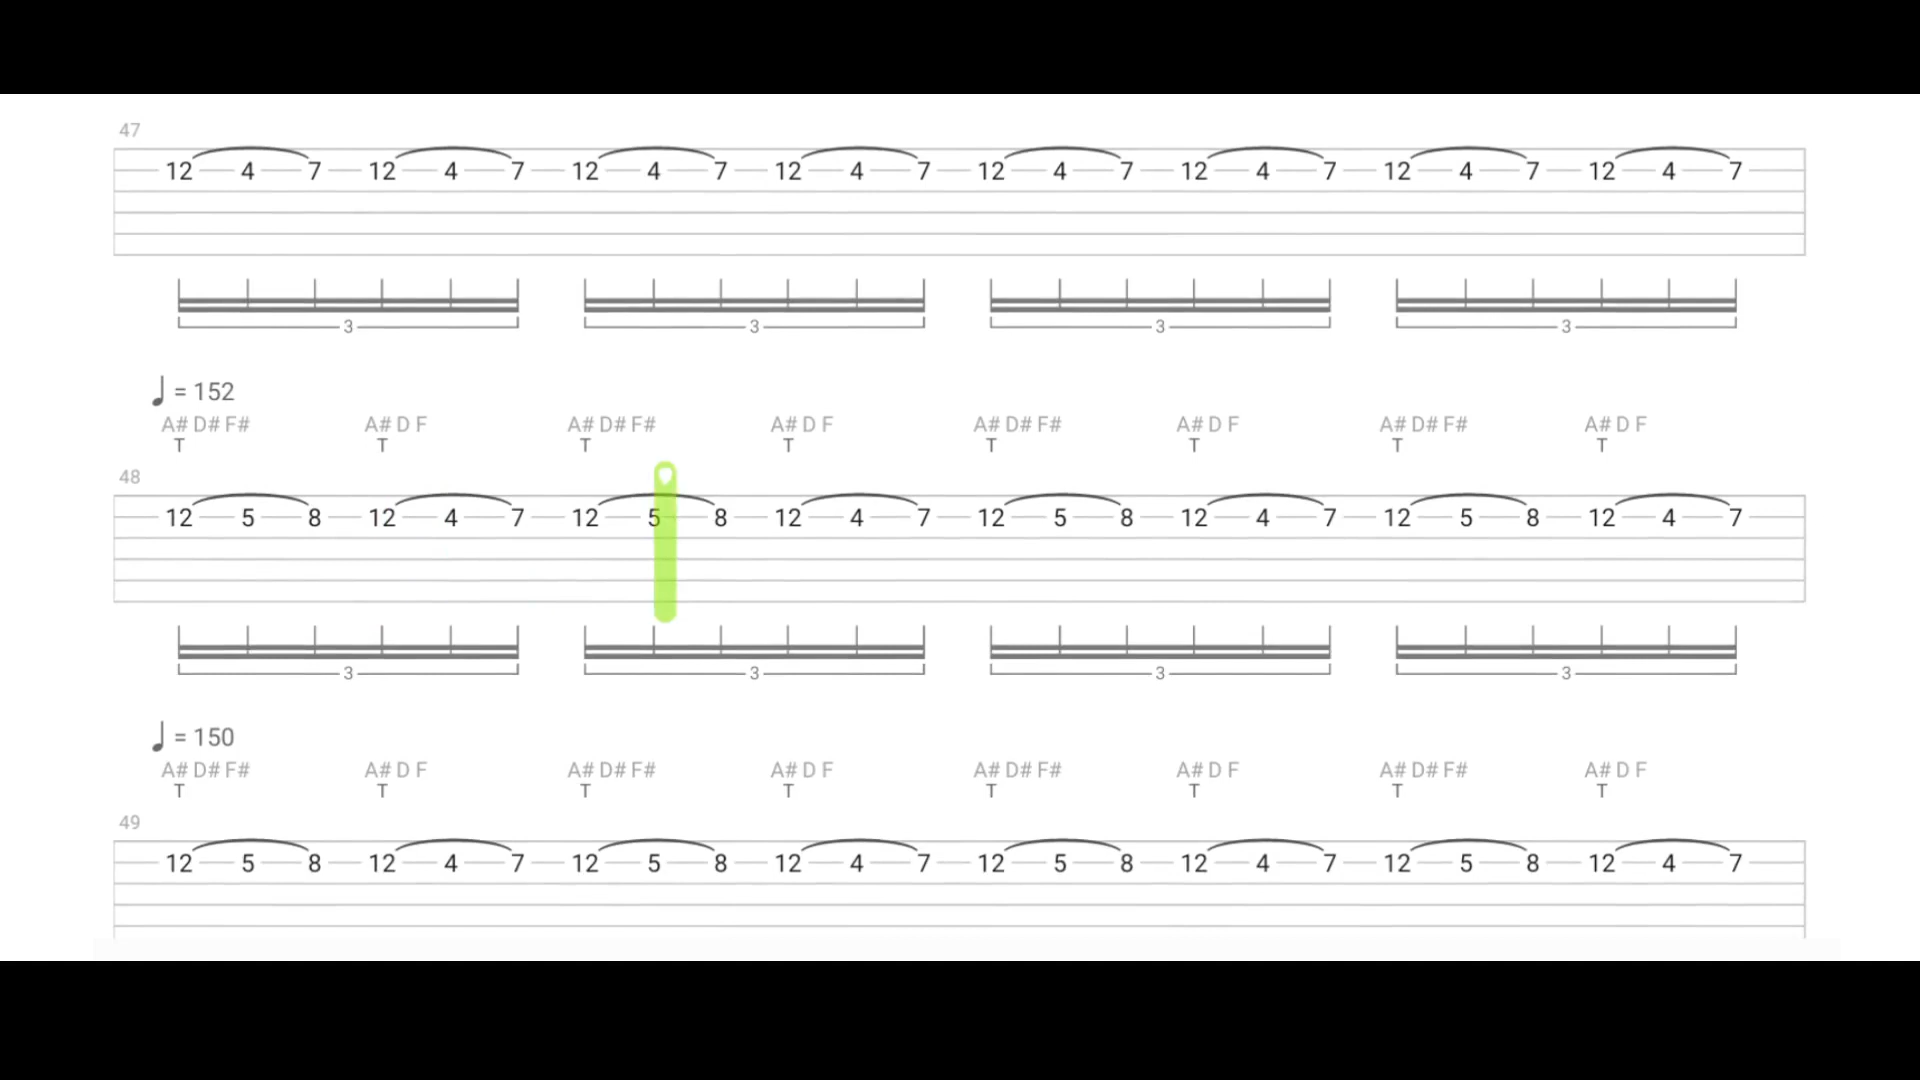 47
12 4 7 12 4 7 12 4 7 12 4 7 12 4 7 12 4 7 12 4 7 12 4 7
3 3 3 3
= 152
A# D# F# A# D F A# D# F# A# D F A# D# F# A# D F A# D# F# A# D F
T T T T T T T T
48
12 5 8 12 4 7 12 5 8 12 4 7 12 5 8 12 4 7 12 5 8 12 4 7
3 3 3 3
= 150
A# D# F# A# D F A# D# F# A# D F A# D# F# A# D F A# D# F# A# D F
T T T T T T T T
49
12 5 8 12 4 7 12 5 8 12 4 7 12 5 8 12 4 7 12 5 8 12 4 7